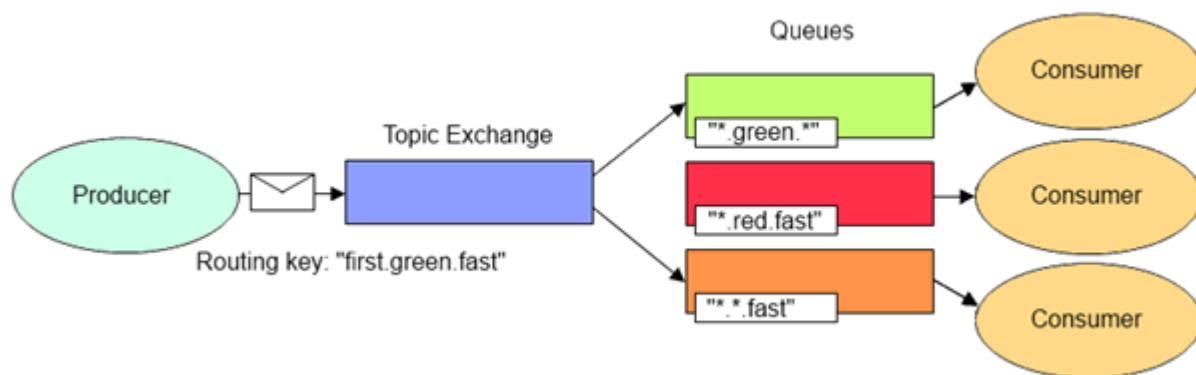 Queues
Consumer
Topic Exchange
"*.green.*"
Producer
"*.red.fast"
Consumer
Routing key: "first.green.fast"
"*.*.fast"
Consumer